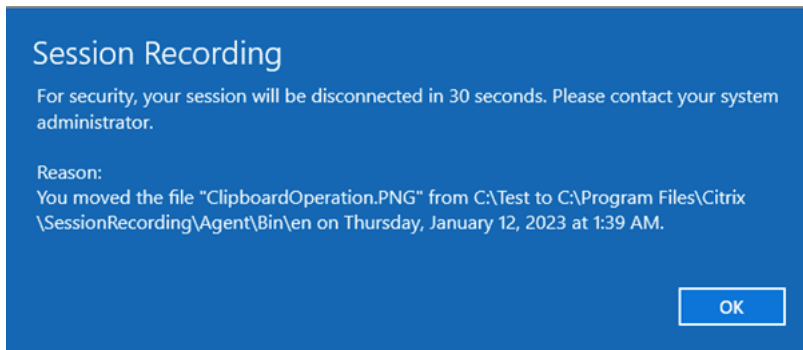 Session Recording
For security, your session will be disconnected in 30 seconds. Please contact your system
administrator.
Reason:
You moved the file "ClipboardOperation.PNG" from C:\Test to C:\Program Files\Citrix
\SessionRecording\Agent\Bin\en on Thursday, January 12, 2023 at 1:39 AM.
OK